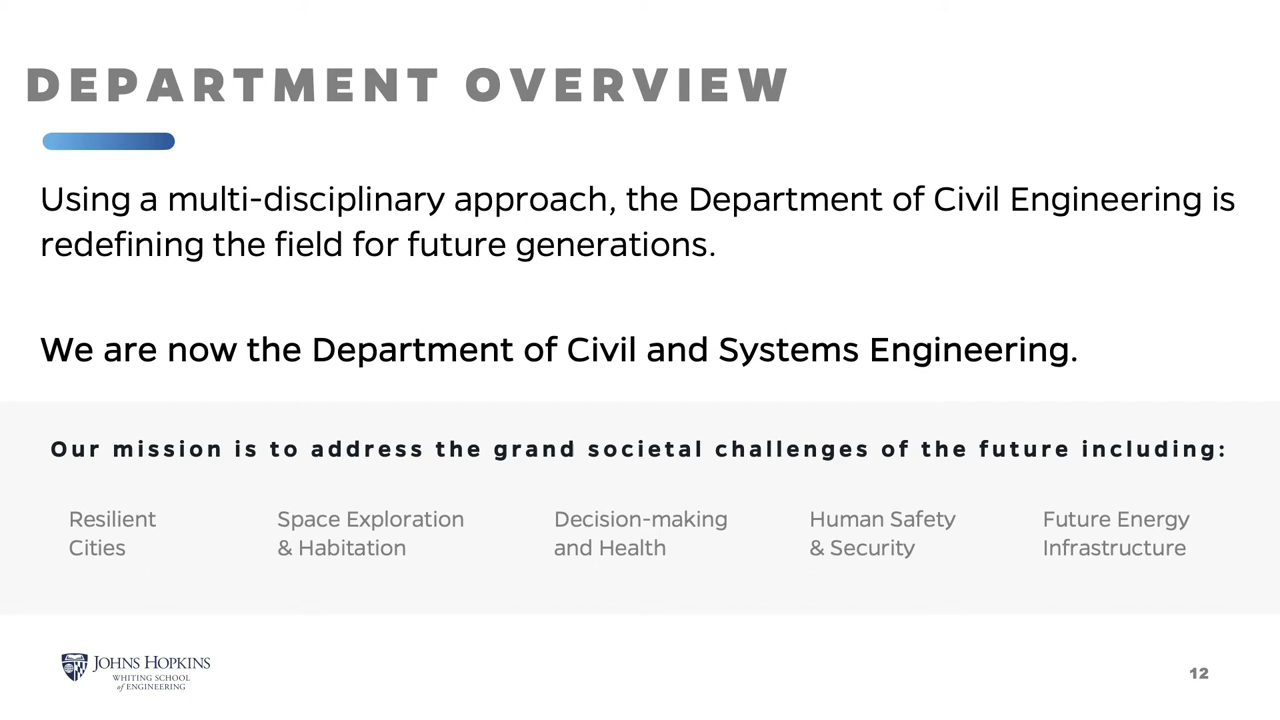 DEPARTMENT OVERVIEW
Using a multi-disciplinary approach, the Department of Civil Engineering is
redefining the field for future generations.
We are now the Department of Civil and Systems Engineering.
Our mission is to address the grand societal challenges of the future including:
Resilient
Cities
Space Exploration
& Habitation
Decision-making
and Health
Human Safety
& Security
Future Energy
Infrastructure
JOHNS HOPKINS
WHITING SCHOOL
of ENGINEERING
12